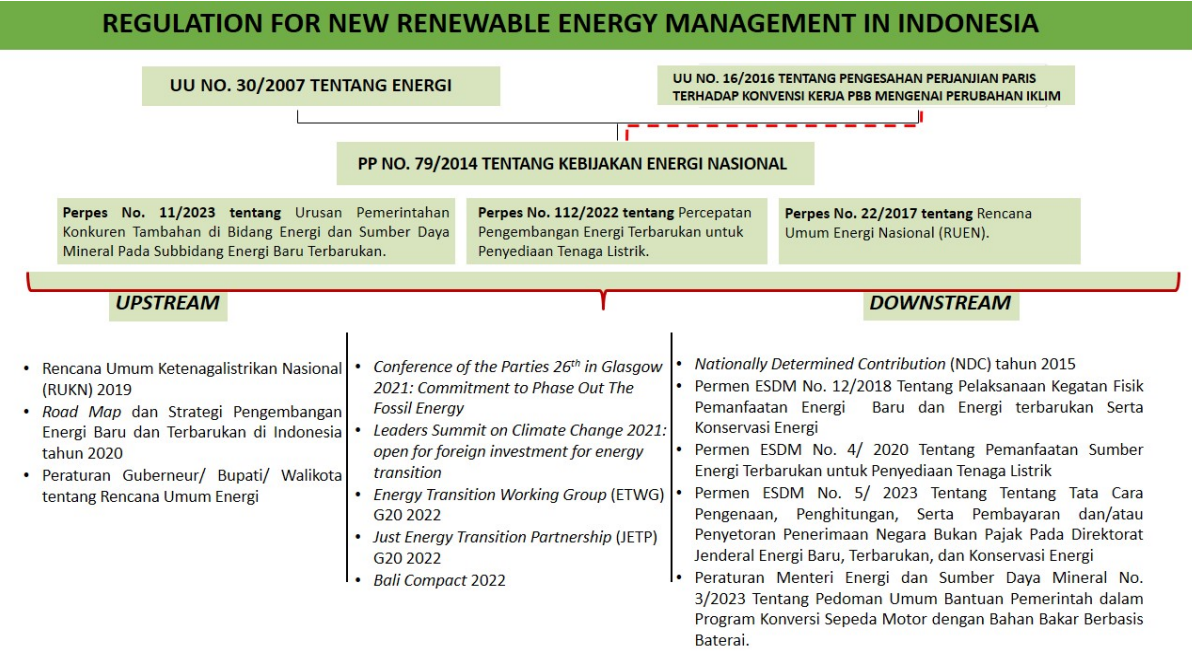 REGULATION FOR NEW RENEWABLE ENERGY MANAGEMENT IN INDONESIA
UU NO. 30/2007 TENTANG ENERGI
UU NO. 16/2016 TENTANG PENGESAHAN PERJANJIAN PARIS
TERHADAP KONVENSI KERJA PBB MENGENAI PERUBAHAN IKLIM
PP NO. 79/2014 TENTANG KEBIJAKAN ENERGI NASIONAL
Perpes No. 11/2023 tentang Urusan Pemerintahan
Konkuren Tambahan di Bidang Energi dan Sumber Daya
Mineral Pada Subbidang Energi Baru Terbarukan.
Perpes No. 112/2022 tentang Percepatan
Pengembangan Energi Terbarukan untuk
Penyediaan Tenaga Listrik.
Perpes No. 22/2017 tentang Rencana
Umum Energi Nasional (RUEN).
UPSTREAM
DOWNSTREAM
• Rencana Umum Ketenagalistrikan Nasional
(RUKN) 2019
• Road Map dan Strategi Pengembangan
Energi Baru dan Terbarukan di Indonesia
tahun 2020
• Peraturan Guberneur/ Bupati/ Walikota
tentang Rencana Umum Energi
• Conference of the Parties 26th in Glasgow
2021: Commitment to Phase Out The
Fossil Energy
• Leaders Summit on Climate Change 2021:
open for foreign investment for energy
transition
• Energy Transition Working Group (ETWG)
G20 2022
• Just Energy Transition Partnership (JETP)
G20 2022
• Bali Compact 2022
• Nationally Determined Contribution (NDC) tahun 2015
• Permen ESDM No. 12/2018 Tentang Pelaksanaan Kegatan Fisik
Pemanfaatan Energi Baru dan Energi terbarukan Serta
Konservasi Energi
• Permen ESDM No. 4/ 2020 Tentang Pemanfaatan Sumber
Energi Terbarukan untuk Penyediaan Tenaga Listrik
• Permen ESDM No. 5/ 2023 Tentang Tentang Tata Cara
Pengenaan, Penghitungan, Serta Pembayaran dan/atau
Penyetoran Penerimaan Negara Bukan Pajak Pada Direktorat
Jenderal Energi Baru, Terbarukan, dan Konservasi Energi
• Peraturan Menteri Energi dan Sumber Daya Mineral No.
3/2023 Tentang Pedoman Umum Bantuan Pemerintah dalam
Program Konversi Sepeda Motor dengan Bahan Bakar Berbasis
Baterai.